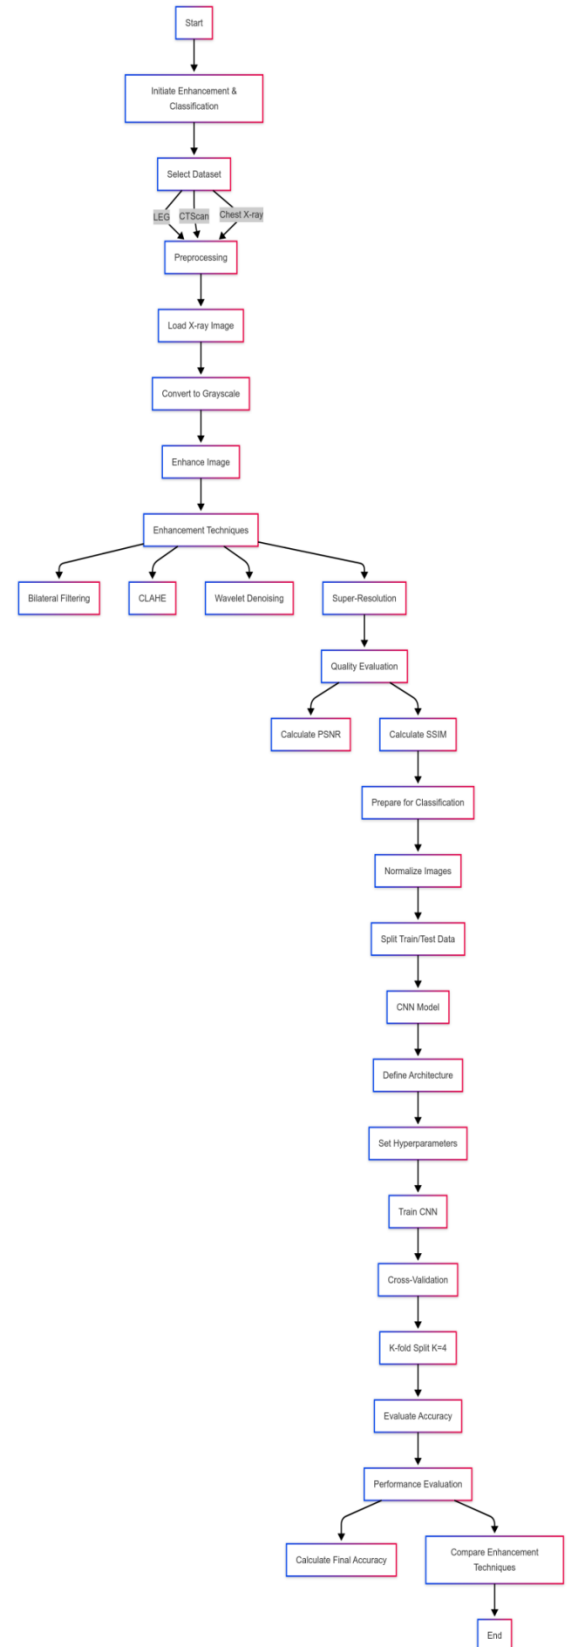 Start
Initiate Enhancement &
Classification
Select Dataset
LEG
CTScan
Chest X-ray
Preprocessing
Load X-ray Image
Convert to Grayscale
Enhance Image
Enhancement Techniques
Bilateral Filtering
CLAHE
Wavelet Denoising
Super-Resolution
Quality Evaluation
Calculate PSNR
Calculate SSIM
Prepare for Classification
Normalize Images
Split Train/Test Data
CNN Model
Define Architecture
Set Hyperparameters
Train CNN
Cross-Validation
K-fold Split K=4
Evaluate Accuracy
Performance Evaluation
Calculate Final Accuracy
Compare Enhancement
Techniques
End